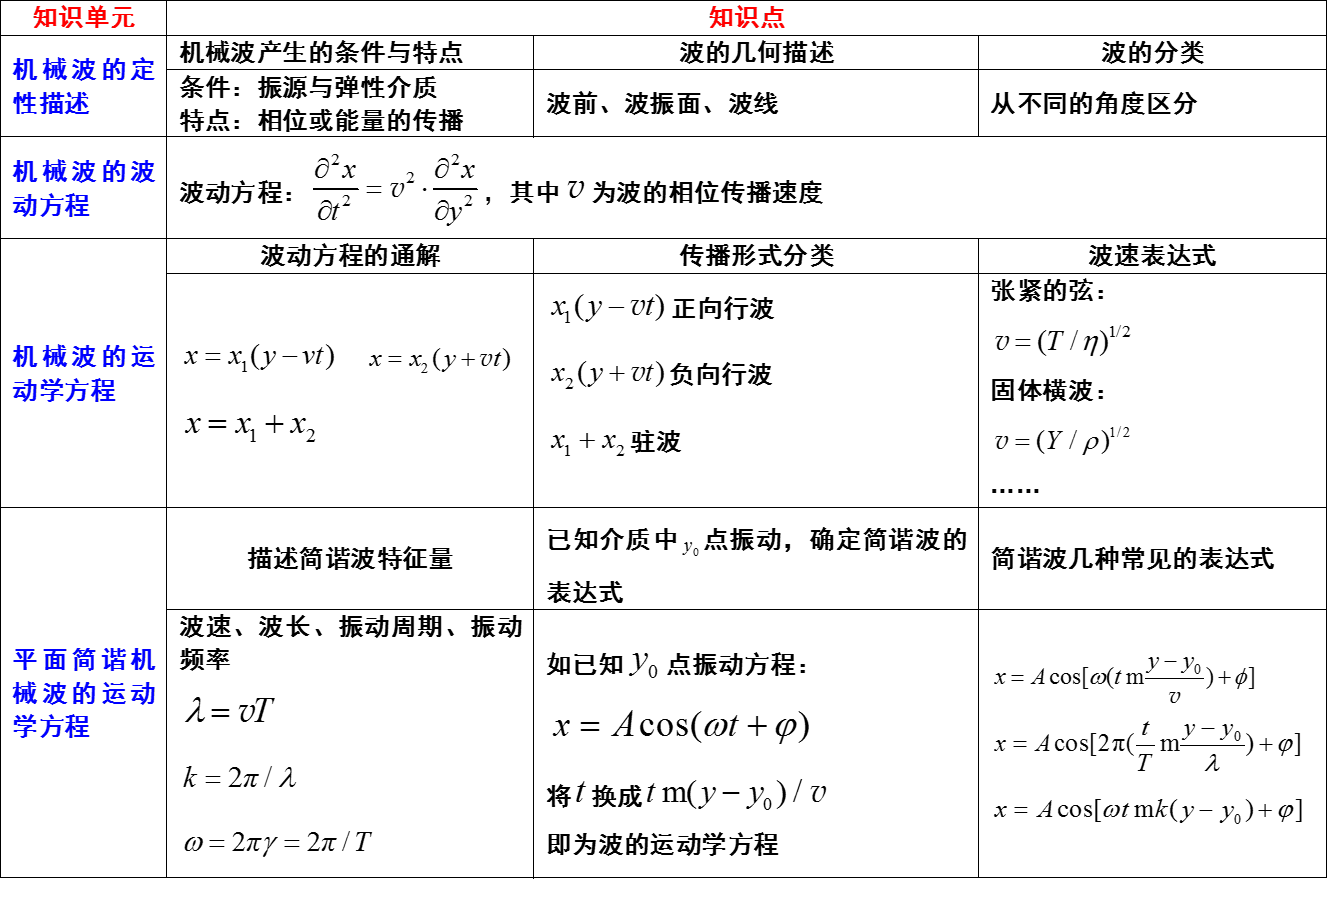 知识单元 知识点
机械波的定性描述 机械波产生的条件与特点 波的几何描述 波的分类
条件：振源与弹性介质
特点：相位或能量的传播
波前、波振面、波线
从不同的角度区分
机械波的波动方程
波动方程：∂²x/∂t² = v² · ∂²x/∂y² ，其中 v 为波的相位传播速度
机械波的运动学方程
波动方程的通解 传播形式分类 波速表达式
x = x₁(y − vt) x = x₂(y + vt)
x = x₁ + x₂
x₁(y − vt) 正向行波
x₂(y + vt) 负向行波
x₁ + x₂ 驻波
张紧的弦：
v = (T / η)^1/2
固体横波：
v = (Y / ρ)^1/2
……
平面简谐机械波的运动学方程
描述简谐波特征量
已知介质中 y₀ 点振动，确定简谐波的
表达式
简谐波几种常见的表达式
波速、波长、振动周期、振动
频率
λ = vT
k = 2π / λ
ω = 2πγ = 2π / T
如已知 y₀ 点振动方程：
x = A cos(ωt + φ)
将 t 换成 t m(y − y₀) / v
即为波的运动学方程
x = A cos[ω(t m (y − y₀)/v) + ϕ]
x = A cos[2π(t/T m (y − y₀)/λ) + φ]
x = A cos[ωt m k(y − y₀) + φ]